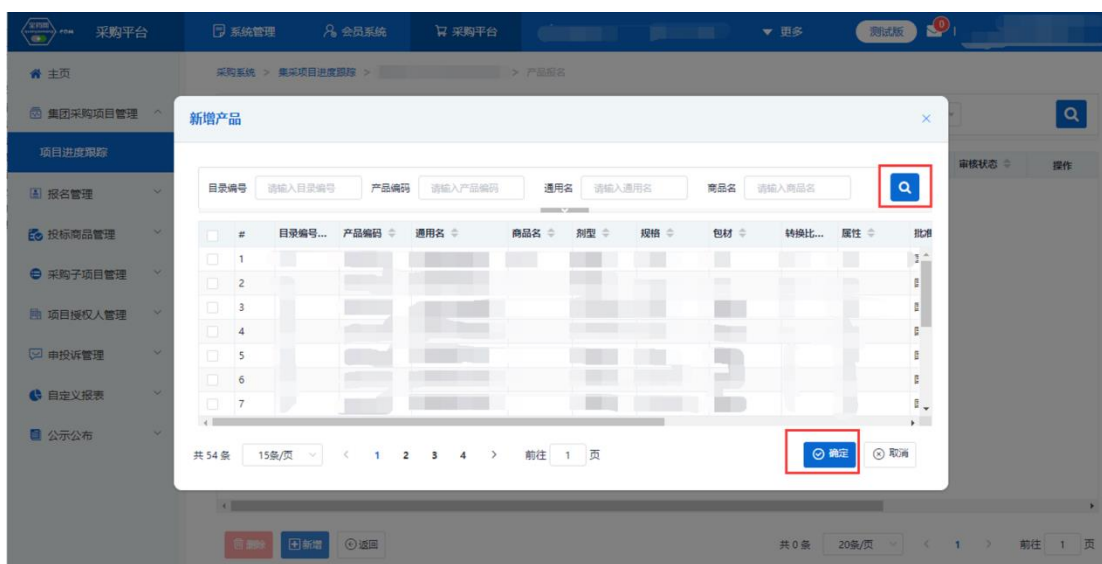 采购平台 系统管理 会员系统 采购平台 更多 测试版
主页
采购系统 > 集采项目进度跟踪 > > 产品报名
集团采购项目管理
新增产品
项目进度跟踪
审核状态 操作
目录编号 请输入目录编号 产品编码 请输入产品编码 通用名 请输入通用名 商品名 请输入商品名
报名管理
# 目录编号... 产品编码 通用名 商品名 剂型 规格 包材 转换比... 属性
投标商品管理
1
采购子项目管理
2
3
项目授权人管理
4
申投诉管理
5
6
自定义报表
7
公示公布
共 54 条 15条/页 < 1 2 3 4 > 前往 1 页 确定 取消
删除 新增 返回 共 0 条 20条/页 < 1 > 前往 1 页